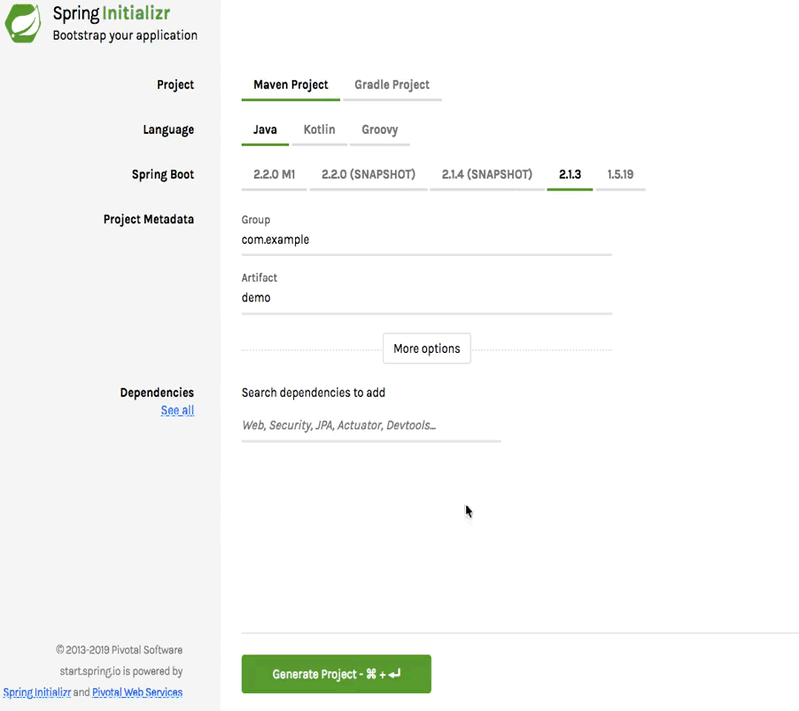 Spring Initializr
Bootstrap your application
Project
Maven Project Gradle Project
Language
Java Kotlin Groovy
Spring Boot
2.2.0 M1 2.2.0 (SNAPSHOT) 2.1.4 (SNAPSHOT) 2.1.3 1.5.19
Project Metadata
Group
com.example
Artifact
demo
More options
Dependencies
See all
Search dependencies to add
Web, Security, JPA, Actuator, Devtools...
© 2013-2019 Pivotal Software
start.spring.io is powered by
Spring Initializr and Pivotal Web Services
Generate Project - ⌘ + ↵